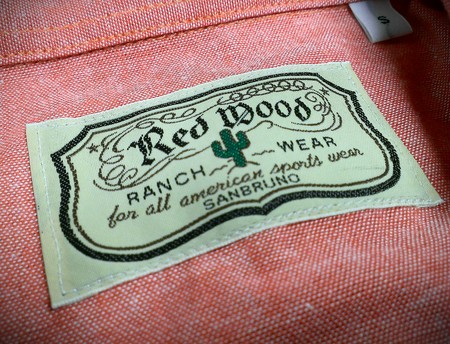 S
Red Wood
RANCH WEAR
for all american sports wear
SANBRUNO